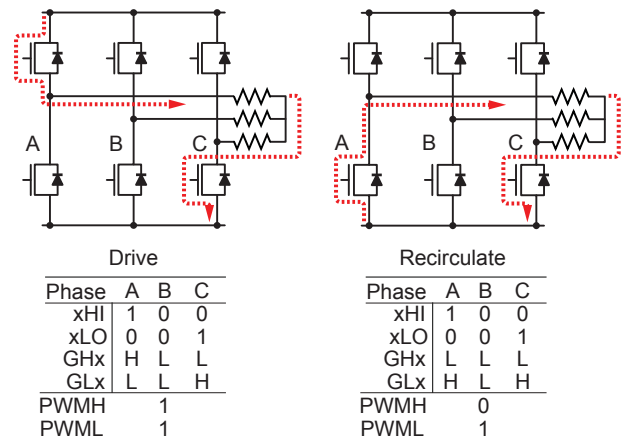 A B C
A B C
Drive
Phase A B C
xHI 1 0 0
xLO 0 0 1
GHx H L L
GLx L L H
PWMH 1
PWML 1
Recirculate
Phase A B C
xHI 1 0 0
xLO 0 0 1
GHx L L L
GLx H L H
PWMH 0
PWML 1